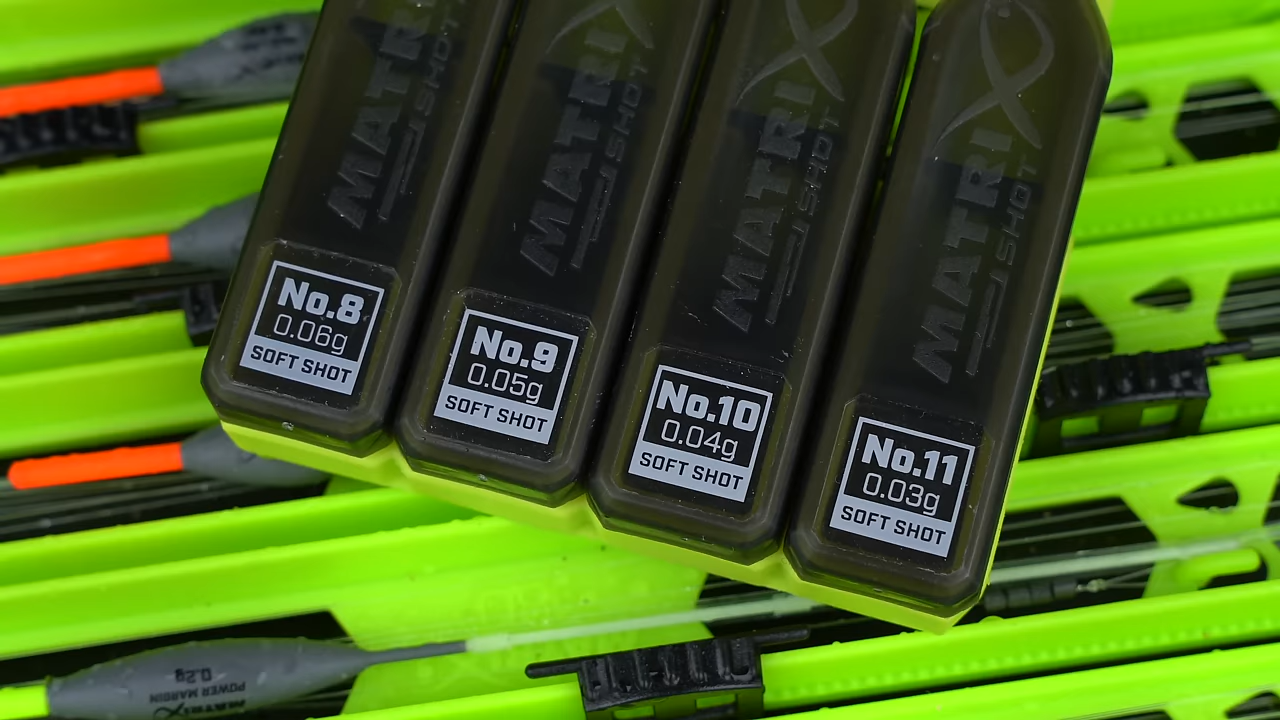 MATRIX
SHOT
No.8
0.06g
SOFT SHOT
MATRIX
SHOT
No.9
0.05g
SOFT SHOT
MATRIX
SHOT
No.10
0.04g
SOFT SHOT
MATRIX
SHOT
No.11
0.03g
SOFT SHOT
MATRIX
POWER MARGIN
0.2g